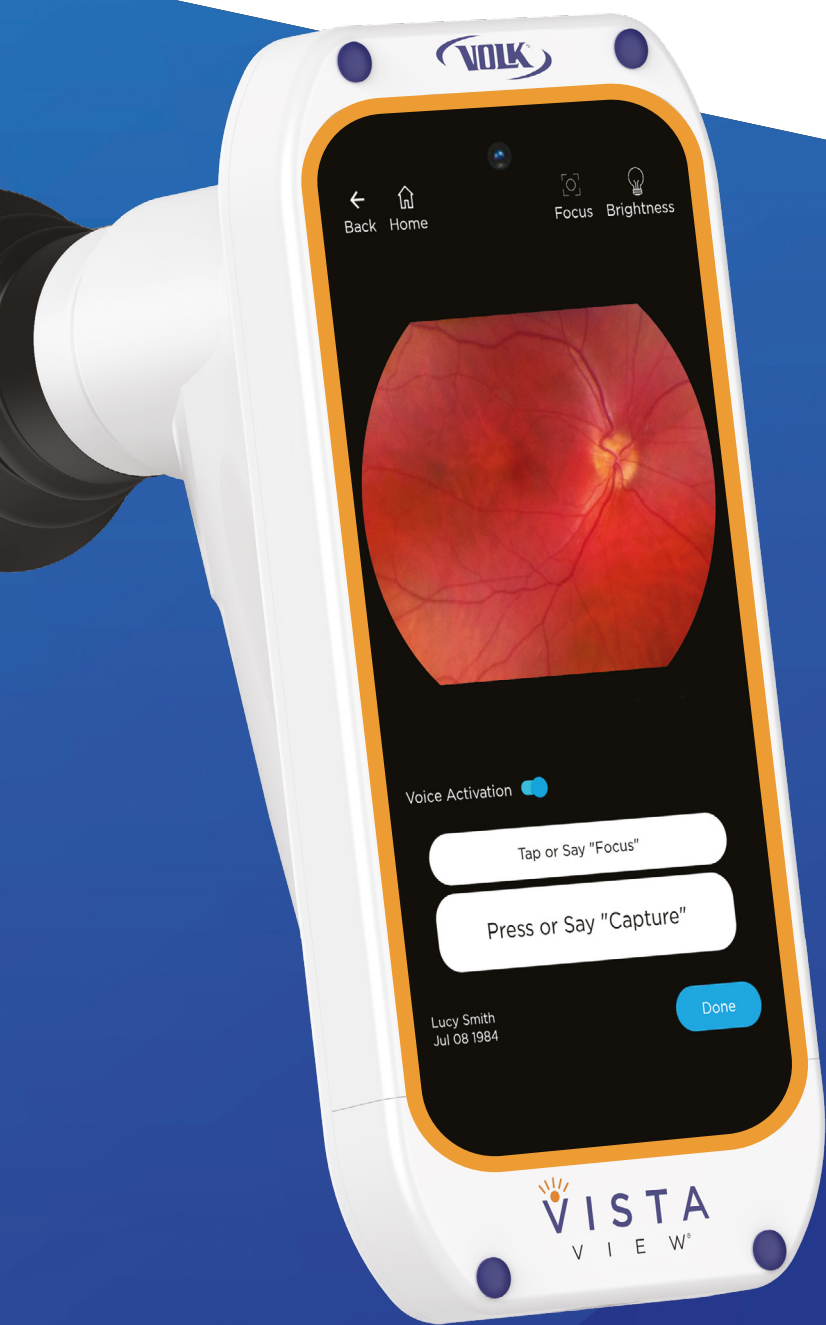 VOLK®
Back Home Focus Brightness
Voice Activation
Tap or Say "Focus"
Press or Say "Capture"
Lucy Smith
Jul 08 1984
Done
VISTA
VIEW®